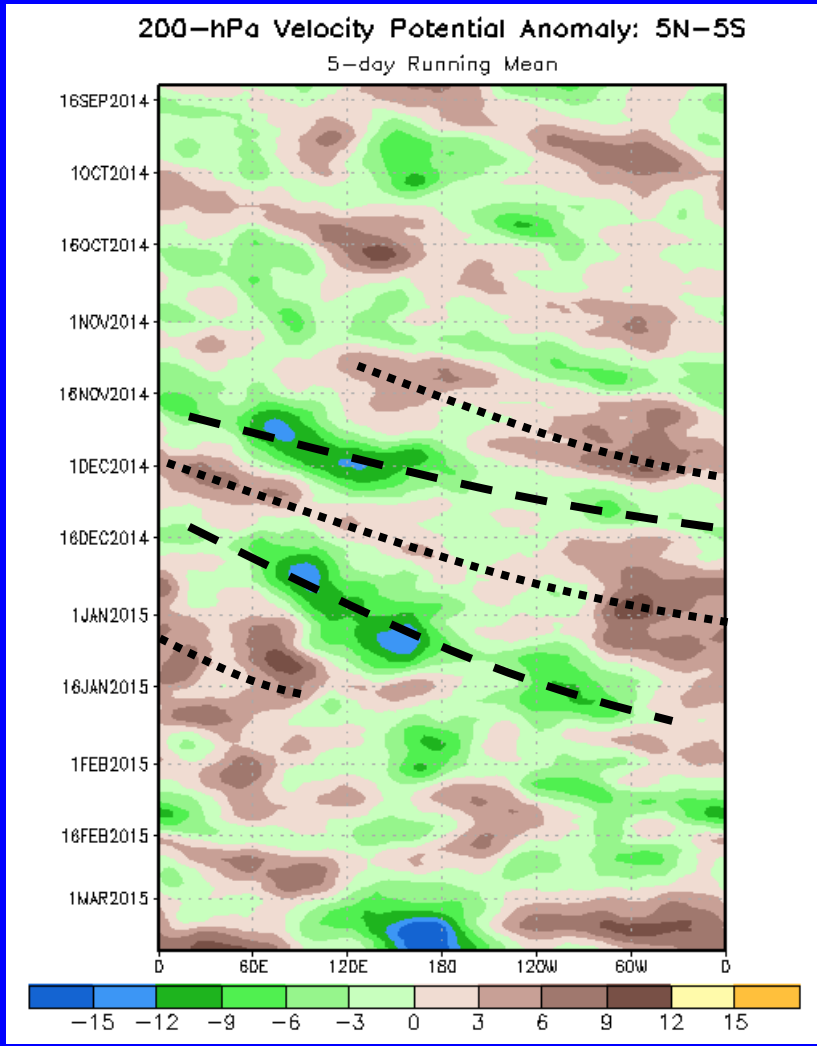 200-hPa Velocity Potential Anomaly: 5N-5S
5-day Running Mean
16SEP2014
1OCT2014
16OCT2014
1NOV2014
16NOV2014
1DEC2014
16DEC2014
1JAN2015
16JAN2015
1FEB2015
16FEB2015
1MAR2015
0 60E 120E 180 120W 60W 0
-15 -12 -9 -6 -3 0 3 6 9 12 15